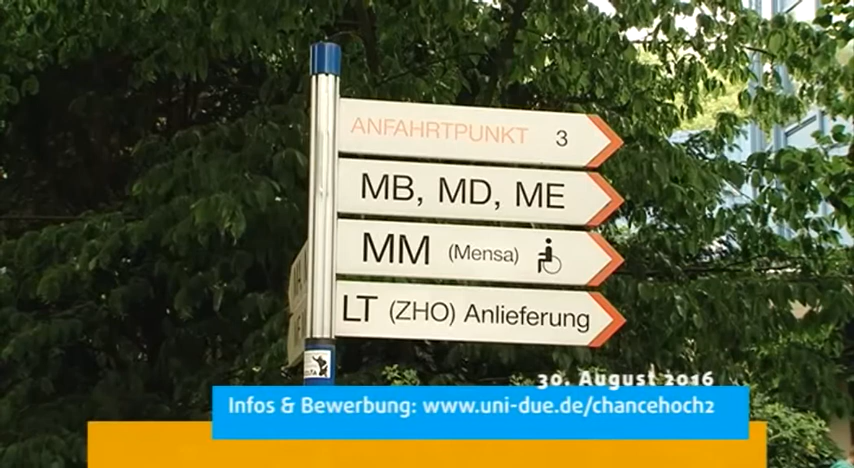 ANFAHRTPUNKT 3
MB, MD, ME
MM (Mensa)
LT (ZHO) Anlieferung
30. August 2016
Infos & Bewerbung: www.uni-due.de/chancehoch2